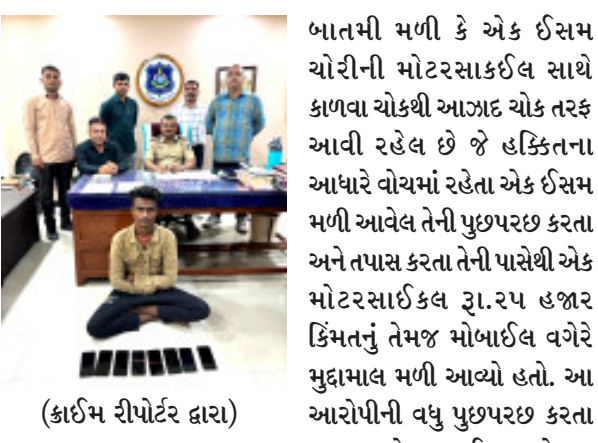 બાતમી મળી કે એક ઈસમ
ચોરીની મોટરસાકઈલ સાથે
કાળવા ચોકથી આઝાદ ચોક તરફ
આવી રહેલ છે જે હક્કિતના
આધારે વોચમાં રહેતા એક ઈસમ
મળી આવેલ તેની પુછપરછ કરતા
અને તપાસ કરતા તેની પાસેથી એક
મોટરસાઈકલ રૂા.૨૫ હજાર
કિંમતનું તેમજ મોબાઈલ વગેરે
મુદ્દામાલ મળી આવ્યો હતો. આ
આરોપીની વધુ પુછપરછ કરતા
(ક્રાઈમ રીપોર્ટર દ્વારા)